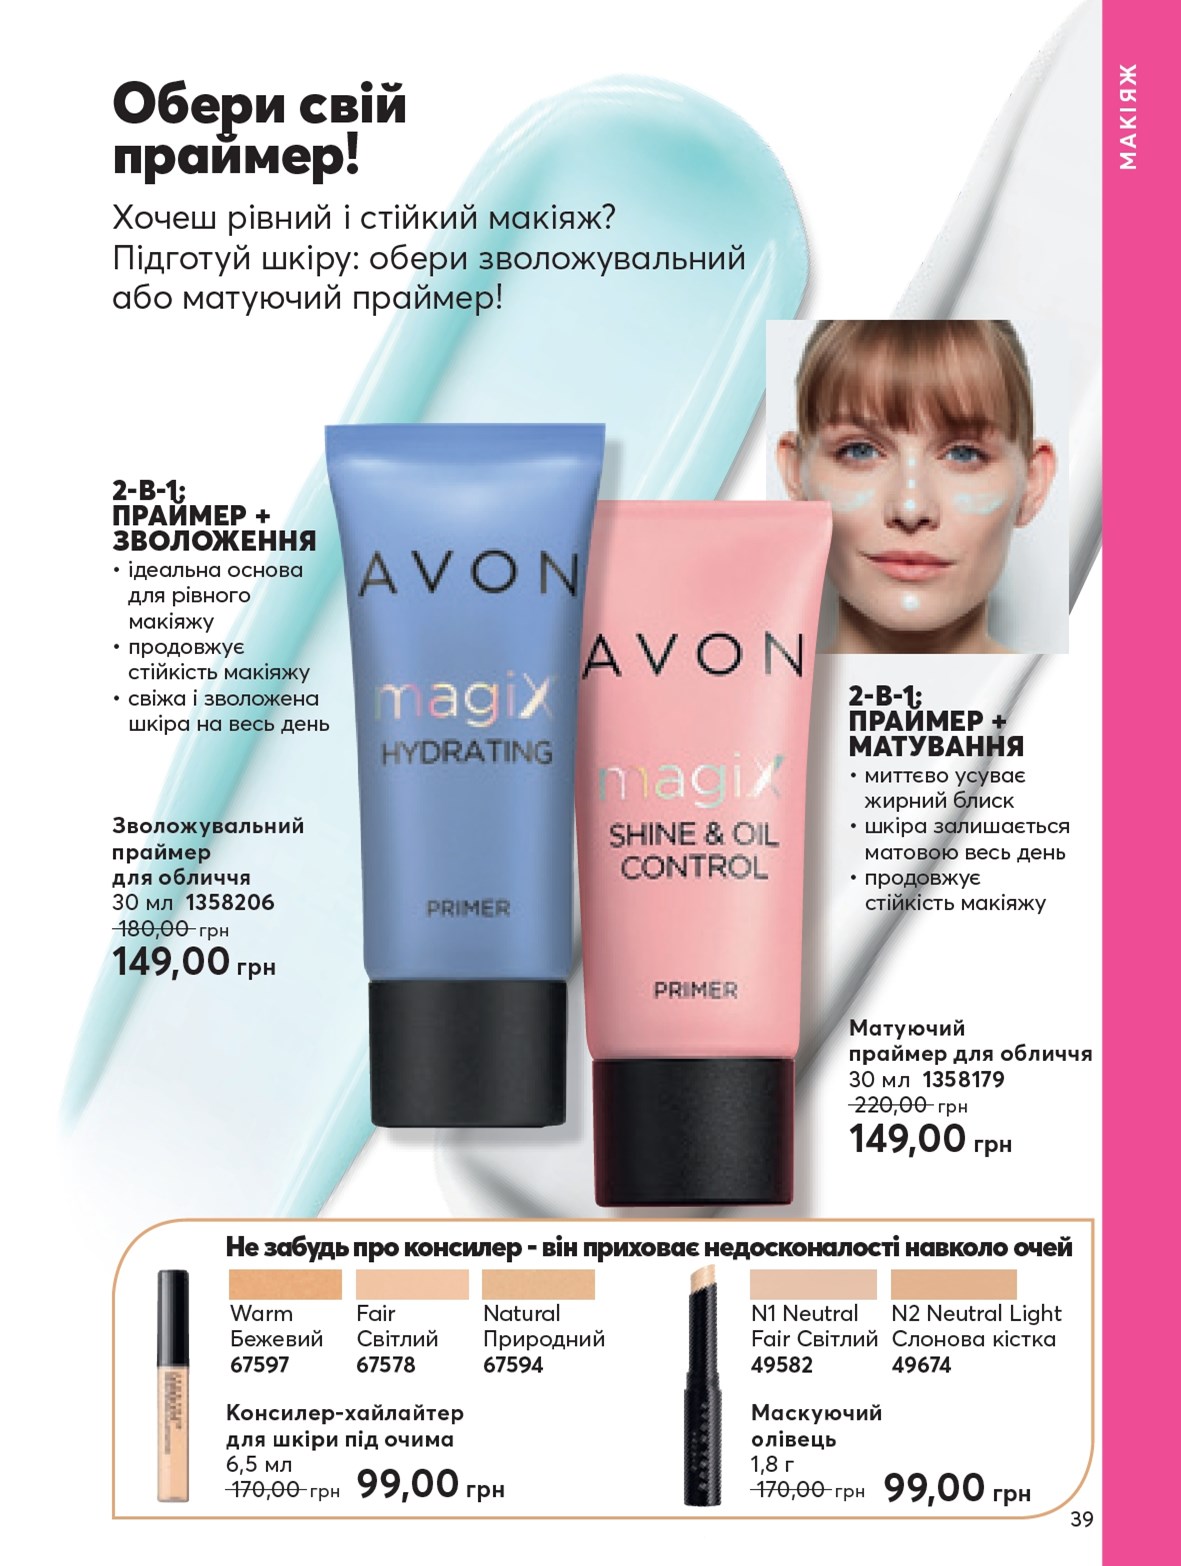 МАКІЯЖ
Обери свій
праймер!
Хочеш рівний і стійкий макіяж?
Підготуй шкіру: обери зволожувальний
або матуючий праймер!
2-В-1:
ПРАЙМЕР +
ЗВОЛОЖЕННЯ
• ідеальна основа
для рівного
макіяжу
• продовжує
стійкість макіяжу
• свіжа і зволожена
шкіра на весь день
Зволожувальний
праймер
для обличчя
30 мл 1358206
180,00 грн
149,00 грн
AVON
magiX
HYDRATING
PRIMER
AVON
magiX
SHINE & OIL
CONTROL
PRIMER
2-В-1:
ПРАЙМЕР +
МАТУВАННЯ
• миттєво усуває
жирний блиск
• шкіра залишається
матовою весь день
• продовжує
стійкість макіяжу
Матуючий
праймер для обличчя
30 мл 1358179
220,00 грн
149,00 грн
Не забудь про консилер - він приховає недосконалості навколо очей
Warm
Бежевий
67597
Fair
Світлий
67578
Natural
Природний
67594
Консилер-хайлайтер
для шкіри під очима
6,5 мл
170,00 грн 99,00 грн
N1 Neutral
Fair Світлий
49582
N2 Neutral Light
Слонова кістка
49674
Маскуючий
олівець
1,8 г
170,00 грн 99,00 грн
39